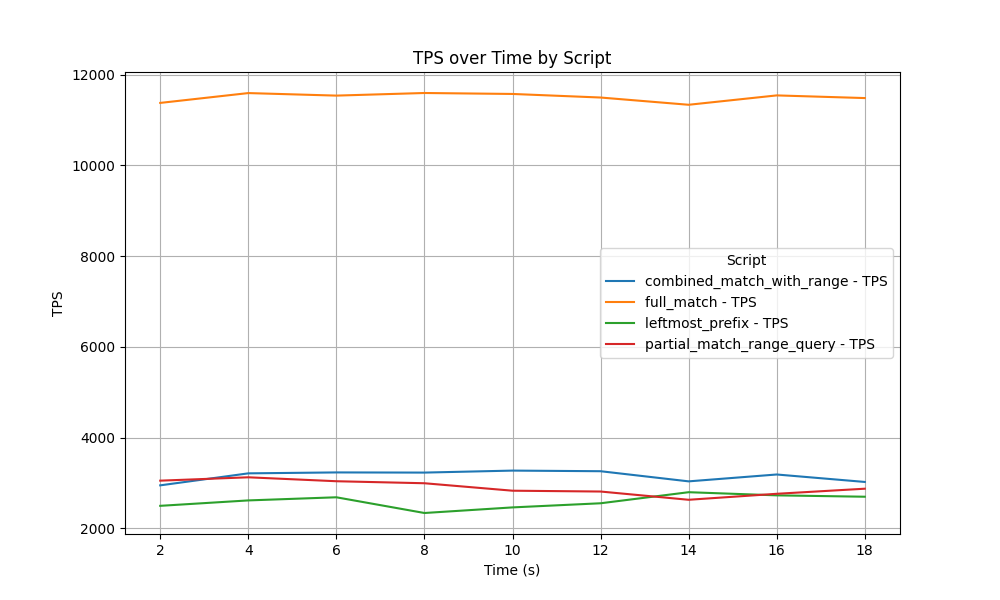 TPS over Time by Script
12000
10000
8000
6000
4000
2000
TPS
Script
combined_match_with_range - TPS
full_match - TPS
leftmost_prefix - TPS
partial_match_range_query - TPS
2 4 6 8 10 12 14 16 18
Time (s)